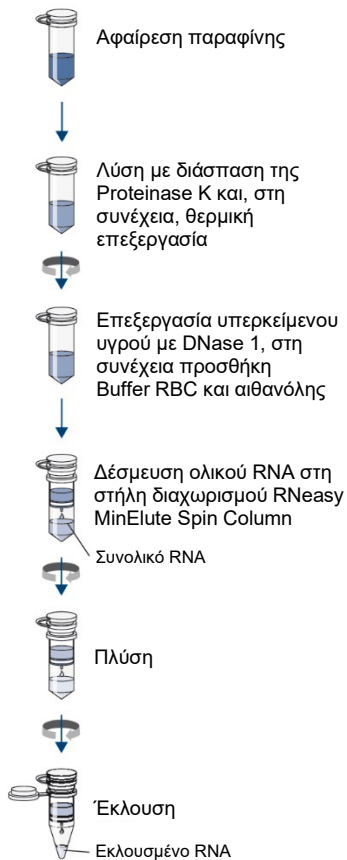 Αφαίρεση παραφίνης
Λύση με διάσπαση της
Proteinase K και, στη
συνέχεια, θερμική
επεξεργασία
Επεξεργασία υπερκείμενου
υγρού με DNase 1, στη
συνέχεια προσθήκη
Buffer RBC και αιθανόλης
Δέσμευση ολικού RNA στη
στήλη διαχωρισμού RNeasy
MinElute Spin Column
Συνολικό RNA
Πλύση
Έκλουση
Εκλουσμένο RNA